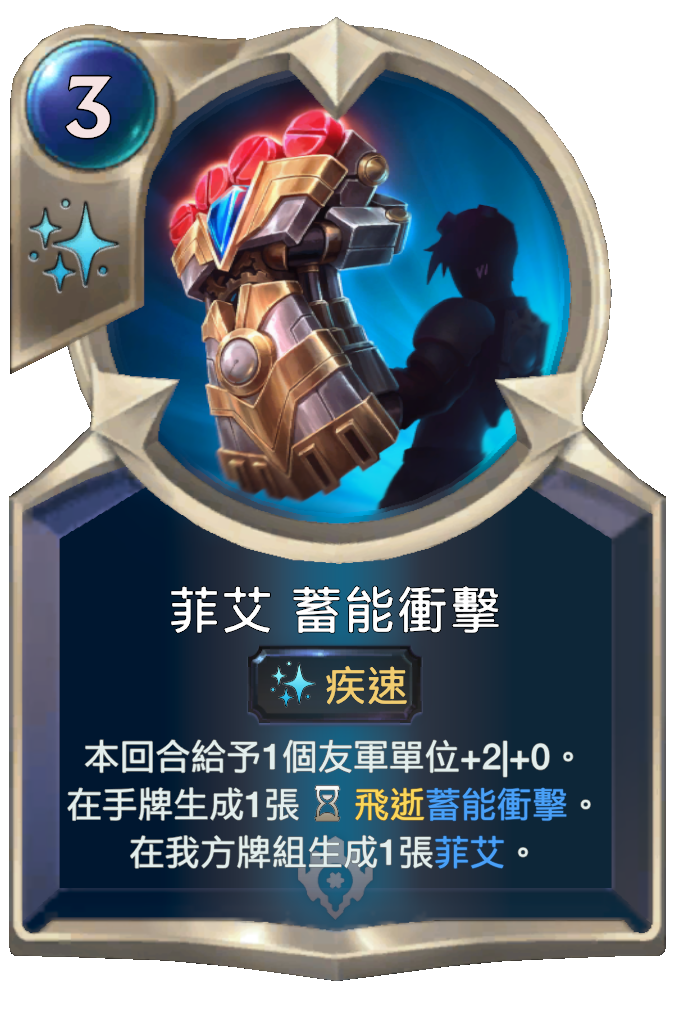 3
菲艾 蓄能衝擊
疾速
本回合給予1個友軍單位+2|+0。
在手牌生成1張 飛逝蓄能衝擊。
在我方牌組生成1張菲艾。